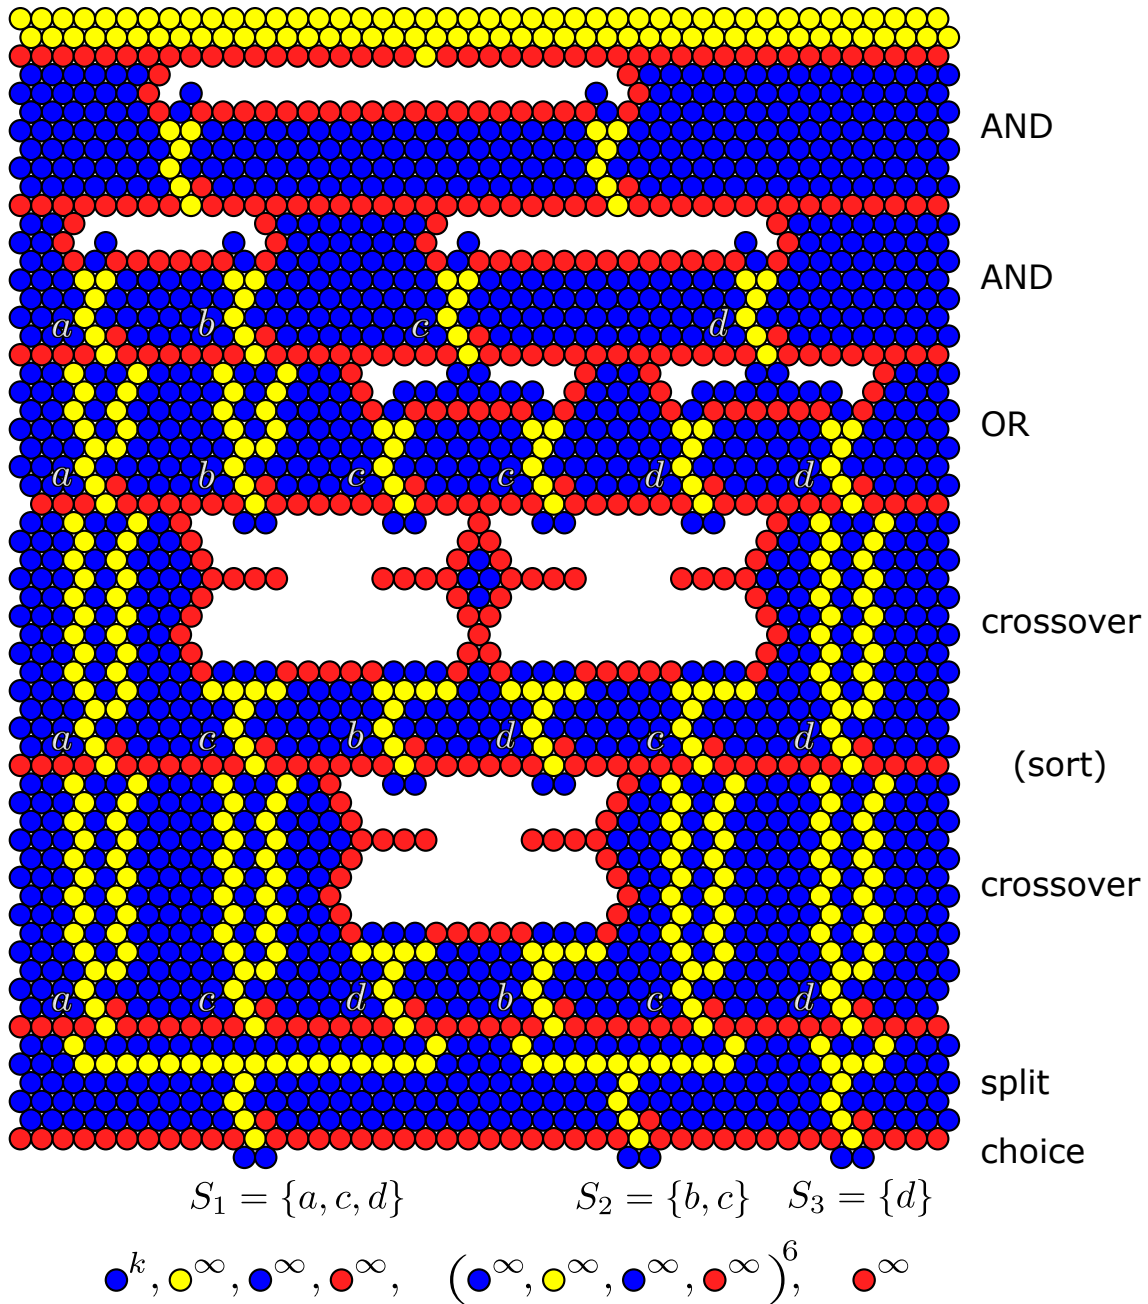 AND
AND
a b c d
OR
a b c c d d
crossover
a c b d c d
(sort)
crossover
a c d b c d
split
choice
S₁ = {a, c, d} S₂ = {b, c} S₃ = {d}
k, ∞, ∞, ∞, (∞, ∞, ∞, ∞)⁶, ∞